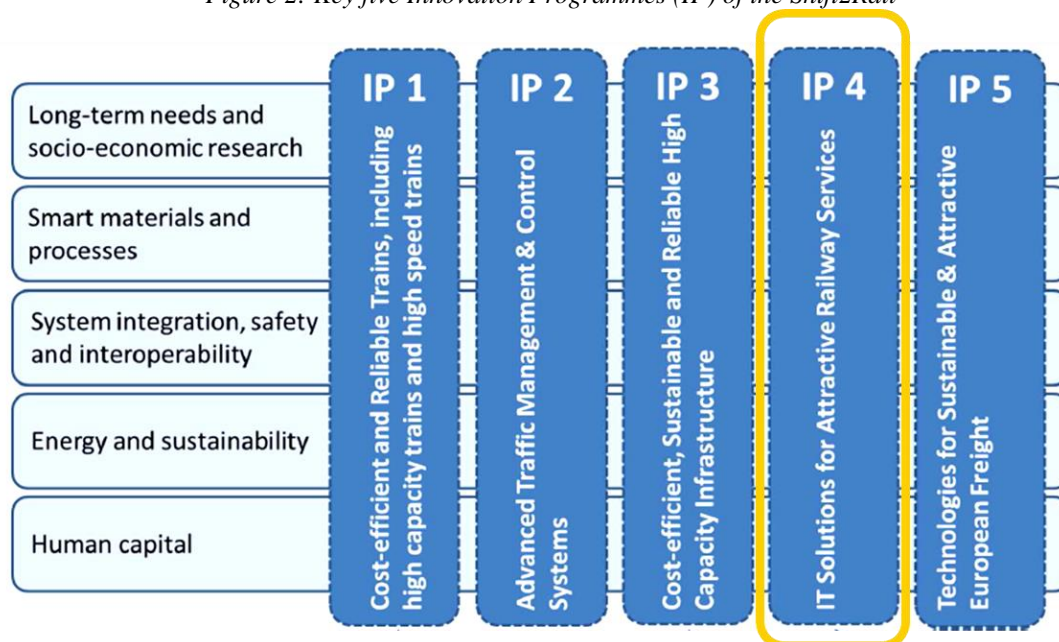 Figure 2: Key five Innovation Programmes (IP) of the Shift2Rail
IP 1
IP 2
IP 3
IP 4
IP 5
Long-term needs and
socio-economic research
Smart materials and
processes
System integration, safety
and interoperability
Energy and sustainability
Human capital
Cost-efficient and Reliable Trains, including
high capacity trains and high speed trains
Advanced Traffic Management & Control
Systems
Cost-efficient, Sustainable and Reliable High
Capacity Infrastructure
IT Solutions for Attractive Railway Services
Technologies for Sustainable & Attractive
European Freight